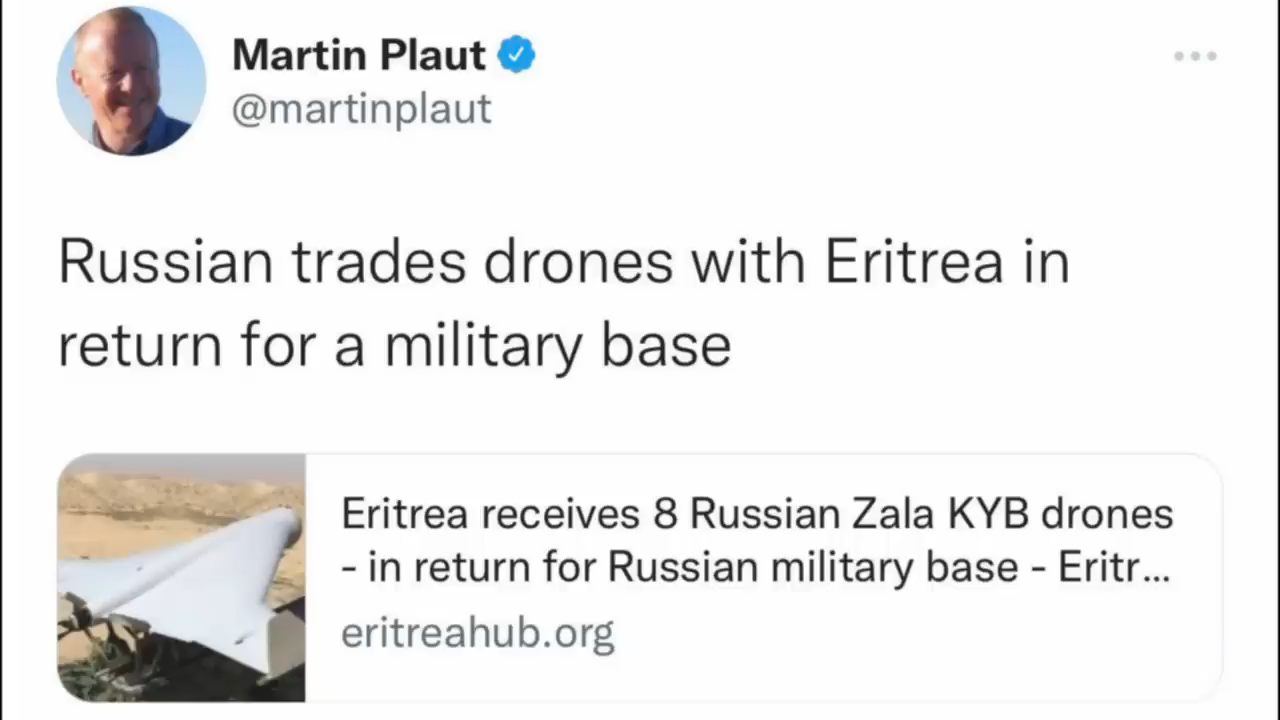 Martin Plaut
@martinplaut
Russian trades drones with Eritrea in
return for a military base
Eritrea receives 8 Russian Zala KYB drones
- in return for Russian military base - Eritr...
eritreahub.org